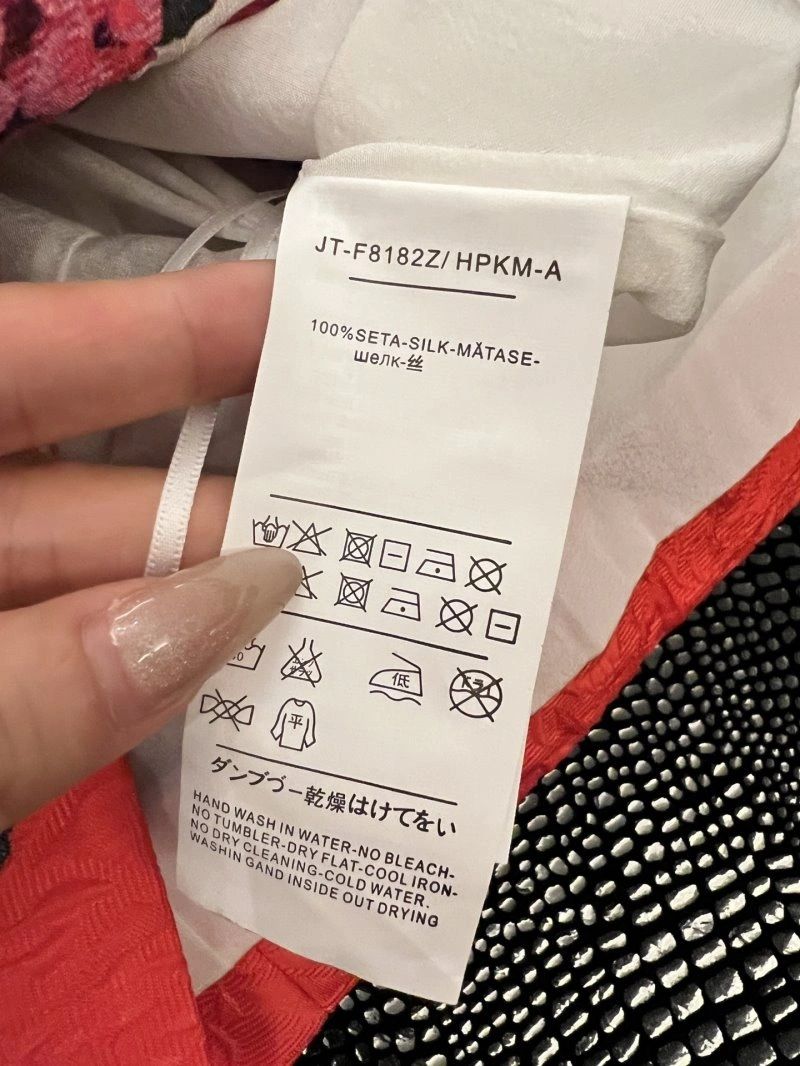 JT-F8182Z/HPKM-A
100%SETA-SILK-MĂTASE-
шелк-丝
低
平
ダンプづー乾燥はけてをい
HAND WASH IN WATER-NO BLEACH-
NO TUMBLER-DRY FLAT-COOL IRON-
NO DRY CLEANING-COLD WATER.
WASHIN GAND INSIDE OUT DRYING